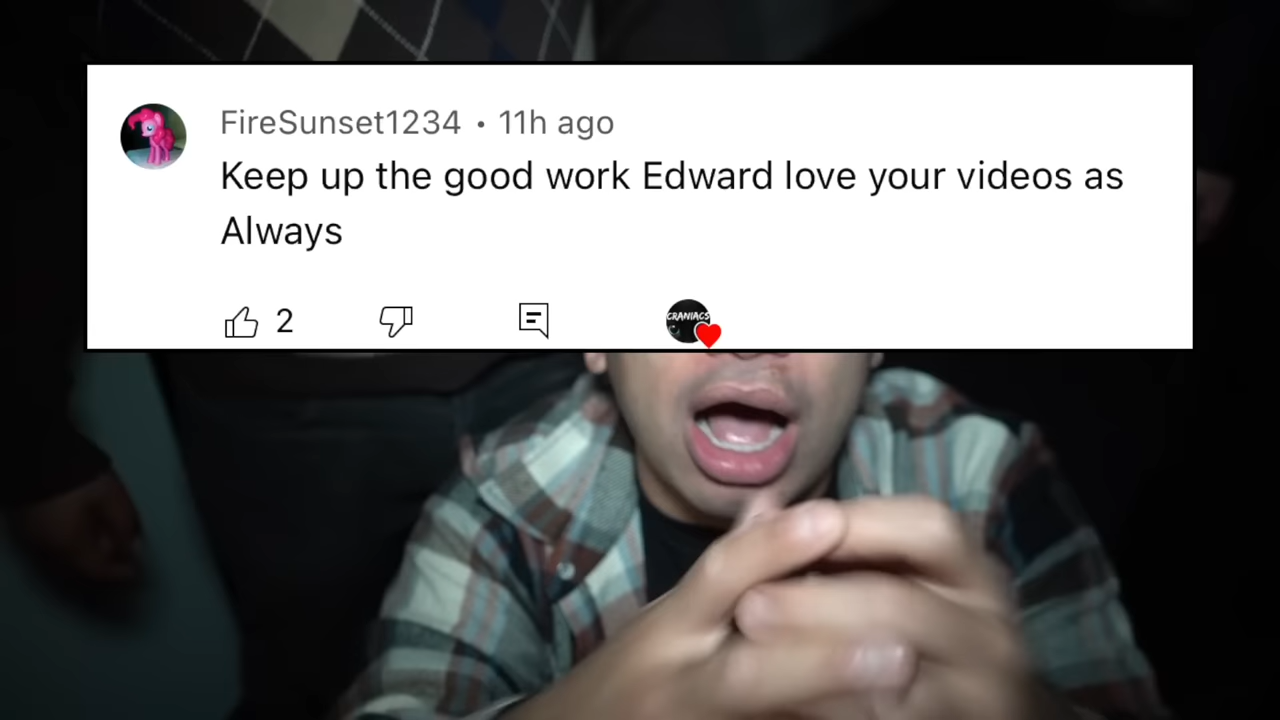 FireSunset1234 • 11h ago
Keep up the good work Edward love your videos as
Always
2
CRANIACS